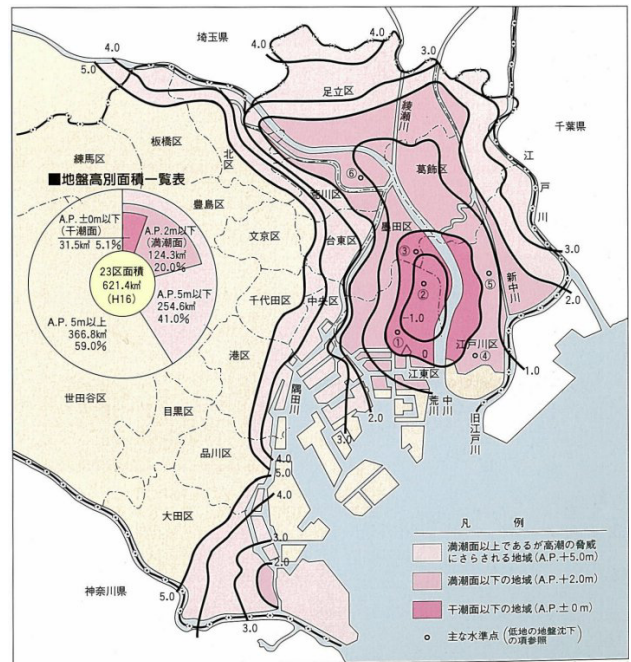 埼玉県
4.0
5.0
4.0
3.0
足立区
綾瀬川
千葉県
江戸川
板橋区
練馬区
北区
⑥
荒川区
葛飾区
■地盤高別面積一覧表
A.P.±0m以下
(干潮面)
31.5k㎡ 5.1%
A.P.2m以下
(満潮面)
124.3k㎡
20.0%
23区面積
621.4k㎡
(H16)
A.P.5m以下
254.6k㎡
41.0%
A.P.5m以上
366.8k㎡
59.0%
豊島区
文京区
台東区
墨田区
③
②
⑤
新中川
3.0
2.0
千代田区
中央区
-1.0
①
0
江戸川区
④
1.0
港区
隅田川
江東区
荒川
中川
旧江戸川
2.0
3.0
世田谷区
目黒区
品川区
4.0
5.0
4.0
大田区
3.0
2.0
神奈川県
5.0
4.0
3.0
凡例
満潮面以上であるが高潮の脅威
にさらされる地域(A.P.+5.0m)
満潮面以下の地域(A.P.+2.0m)
干潮面以下の地域(A.P.±0m)
主な水準点(低地の地盤沈下の項参照)